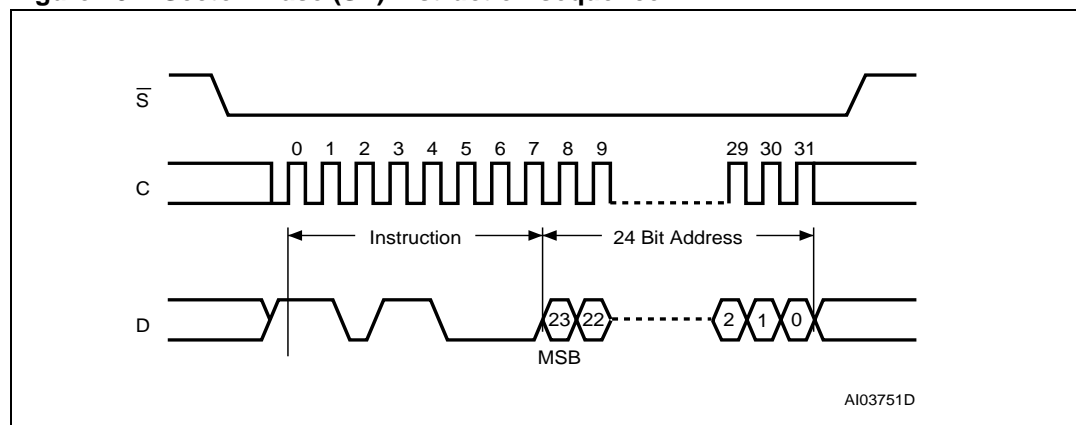 S
0 1 2 3 4 5 6 7 8 9 29 30 31
C
Instruction 24 Bit Address
D 23 22 2 1 0
MSB
AI03751D